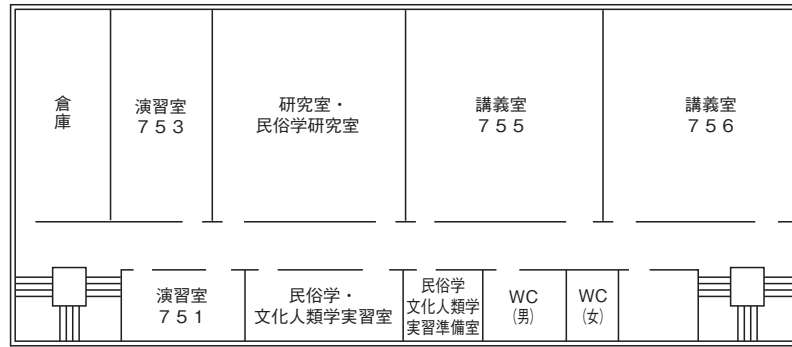 倉
庫
演習室
７５３
研究室・
民俗学研究室
講義室
７５５
講義室
７５６
演習室
７５１
民俗学・
文化人類学実習室
民俗学
文化人類学
実習準備室
WC
(男)
WC
(女)